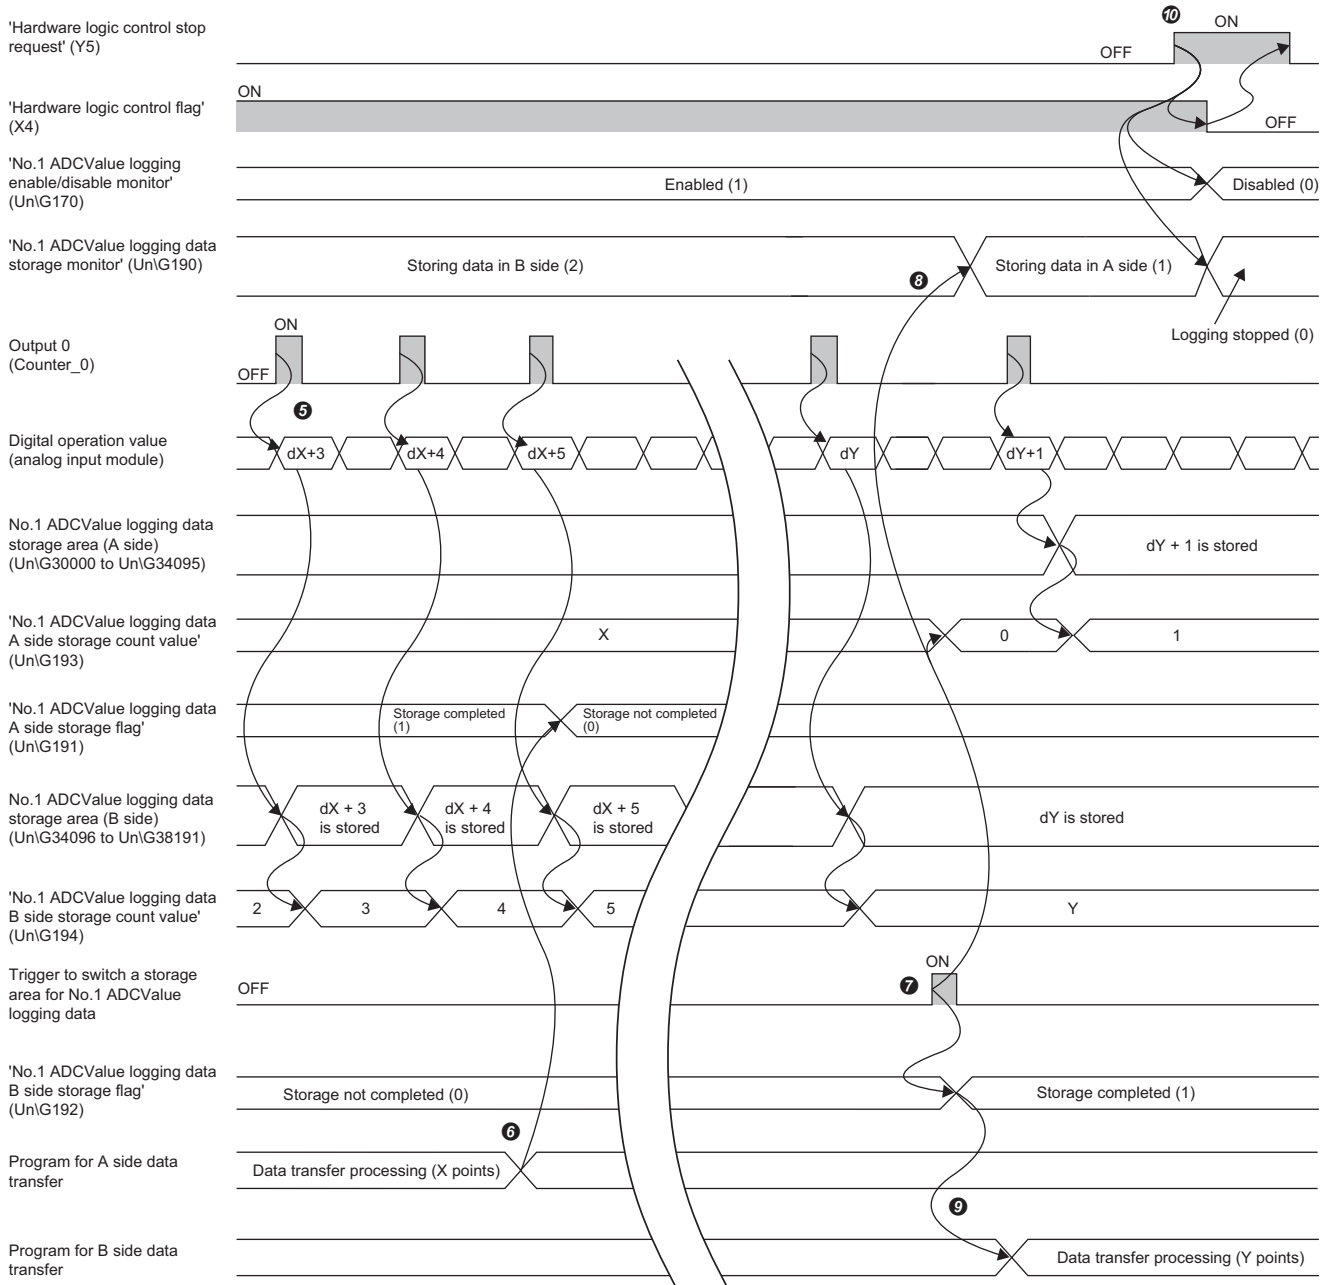 'Hardware logic control stop
request' (Y5)
❿
ON
OFF
'Hardware logic control flag'
(X4)
ON
OFF
'No.1 ADCValue logging
enable/disable monitor'
(Un\G170)
Enabled (1)
Disabled (0)
'No.1 ADCValue logging data
storage monitor' (Un\G190)
Storing data in B side (2)
❽
Storing data in A side (1)
Logging stopped (0)
Output 0
(Counter_0)
ON
OFF
❺
Digital operation value
(analog input module)
dX+3
dX+4
dX+5
dY
dY+1
No.1 ADCValue logging data
storage area (A side)
(Un\G30000 to Un\G34095)
dY + 1 is stored
'No.1 ADCValue logging data
A side storage count value'
(Un\G193)
X
0
1
'No.1 ADCValue logging data
A side storage flag'
(Un\G191)
Storage completed
(1)
Storage not completed
(0)
No.1 ADCValue logging data
storage area (B side)
(Un\G34096 to Un\G38191)
dX + 3
is stored
dX + 4
is stored
dX + 5
is stored
dY is stored
'No.1 ADCValue logging data
B side storage count value'
(Un\G194)
2
3
4
5
Y
Trigger to switch a storage
area for No.1 ADCValue
logging data
OFF
❼
ON
'No.1 ADCValue logging data
B side storage flag'
(Un\G192)
Storage not completed (0)
Storage completed (1)
❻
Program for A side data
transfer
Data transfer processing (X points)
❾
Program for B side data
transfer
Data transfer processing (Y points)